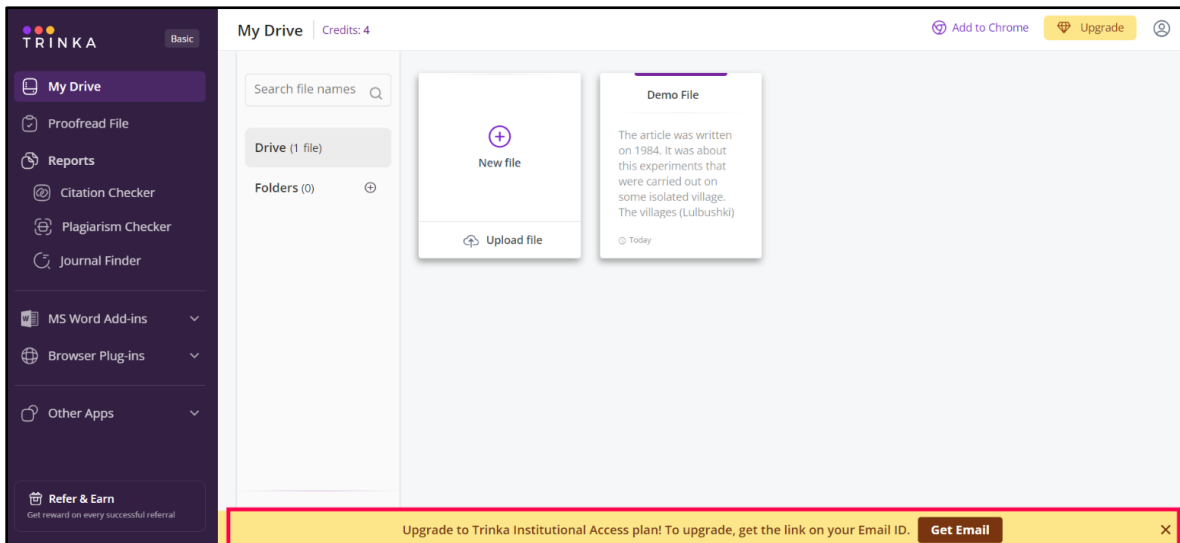 TRINKA
Basic
My Drive
Proofread File
Reports
Citation Checker
Plagiarism Checker
Journal Finder
MS Word Add-ins
Browser Plug-ins
Other Apps
Refer & Earn
Get reward on every successful referral
My Drive
Credits: 4
Add to Chrome
Upgrade
Search file names
Drive (1 file)
Folders (0)
New file
Upload file
Demo File
The article was written
on 1984. It was about
this experiments that
were carried out on
some isolated village.
The villages (Lulbushki)
Today
Upgrade to Trinka Institutional Access plan! To upgrade, get the link on your Email ID.
Get Email